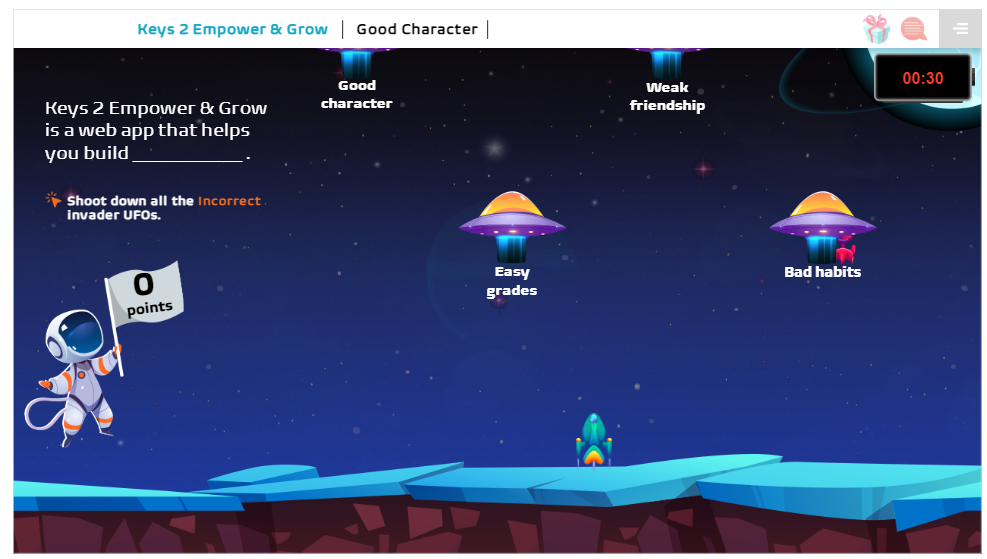 Keys 2 Empower & Grow | Good Character |
00:30
Good
character
Weak
friendship
Keys 2 Empower & Grow
is a web app that helps
you build ___________ .
Shoot down all the Incorrect
invader UFOs.
Easy
grades
Bad habits
0
points